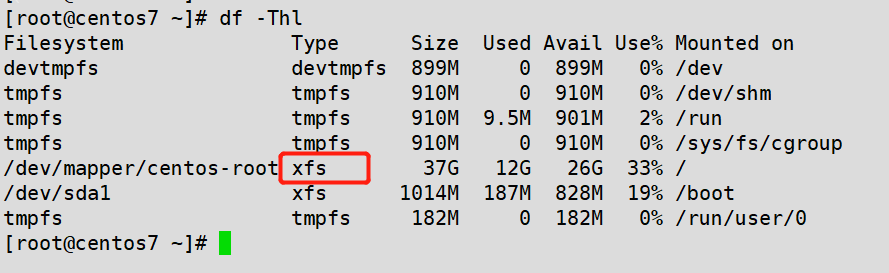 [root@centos7 ~]# df -Thl
Filesystem Type Size Used Avail Use% Mounted on
devtmpfs devtmpfs 899M 0 899M 0% /dev
tmpfs tmpfs 910M 0 910M 0% /dev/shm
tmpfs tmpfs 910M 9.5M 901M 2% /run
tmpfs tmpfs 910M 0 910M 0% /sys/fs/cgroup
/dev/mapper/centos-root xfs 37G 12G 26G 33% /
/dev/sda1 xfs 1014M 187M 828M 19% /boot
tmpfs tmpfs 182M 0 182M 0% /run/user/0
[root@centos7 ~]#